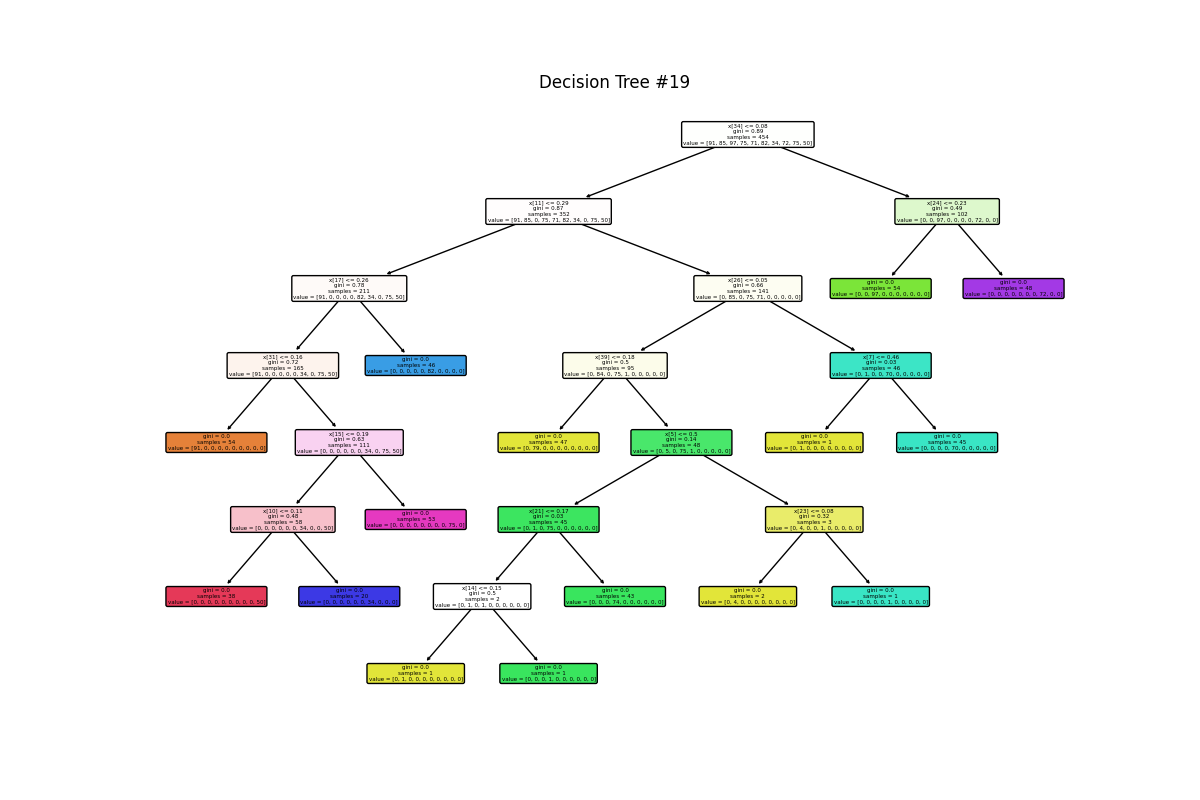 Decision Tree #19
x[34] <= 0.08
gini = 0.89
samples = 454
value = [91, 85, 97, 75, 71, 82, 34, 72, 75, 50]
x[11] <= 0.29
gini = 0.87
samples = 352
value = [91, 85, 0, 75, 71, 82, 34, 0, 75, 50]
x[24] <= 0.23
gini = 0.49
samples = 102
value = [0, 0, 97, 0, 0, 0, 0, 72, 0, 0]
x[17] <= 0.26
gini = 0.78
samples = 211
value = [91, 0, 0, 0, 0, 82, 34, 0, 75, 50]
x[26] <= 0.05
gini = 0.66
samples = 141
value = [0, 85, 0, 75, 71, 0, 0, 0, 0, 0]
gini = 0.0
samples = 54
value = [0, 0, 97, 0, 0, 0, 0, 0, 0, 0]
gini = 0.0
samples = 48
value = [0, 0, 0, 0, 0, 0, 0, 72, 0, 0]
x[31] <= 0.16
gini = 0.72
samples = 165
value = [91, 0, 0, 0, 0, 0, 34, 0, 75, 50]
gini = 0.0
samples = 46
value = [0, 0, 0, 0, 0, 82, 0, 0, 0, 0]
x[39] <= 0.18
gini = 0.5
samples = 95
value = [0, 84, 0, 75, 1, 0, 0, 0, 0, 0]
x[7] <= 0.46
gini = 0.03
samples = 46
value = [0, 1, 0, 0, 70, 0, 0, 0, 0, 0]
gini = 0.0
samples = 54
value = [91, 0, 0, 0, 0, 0, 0, 0, 0, 0]
x[15] <= 0.19
gini = 0.63
samples = 111
value = [0, 0, 0, 0, 0, 0, 34, 0, 75, 50]
gini = 0.0
samples = 47
value = [0, 79, 0, 0, 0, 0, 0, 0, 0, 0]
x[5] <= 0.5
gini = 0.14
samples = 48
value = [0, 5, 0, 75, 1, 0, 0, 0, 0, 0]
gini = 0.0
samples = 1
value = [0, 1, 0, 0, 0, 0, 0, 0, 0, 0]
gini = 0.0
samples = 45
value = [0, 0, 0, 0, 70, 0, 0, 0, 0, 0]
x[10] <= 0.11
gini = 0.48
samples = 58
value = [0, 0, 0, 0, 0, 0, 34, 0, 0, 50]
gini = 0.0
samples = 53
value = [0, 0, 0, 0, 0, 0, 0, 0, 75, 0]
x[21] <= 0.17
gini = 0.03
samples = 45
value = [0, 1, 0, 75, 0, 0, 0, 0, 0, 0]
x[23] <= 0.08
gini = 0.32
samples = 3
value = [0, 4, 0, 0, 1, 0, 0, 0, 0, 0]
gini = 0.0
samples = 38
value = [0, 0, 0, 0, 0, 0, 0, 0, 0, 50]
gini = 0.0
samples = 20
value = [0, 0, 0, 0, 0, 0, 34, 0, 0, 0]
x[14] <= 0.15
gini = 0.5
samples = 2
value = [0, 1, 0, 1, 0, 0, 0, 0, 0, 0]
gini = 0.0
samples = 43
value = [0, 0, 0, 74, 0, 0, 0, 0, 0, 0]
gini = 0.0
samples = 2
value = [0, 4, 0, 0, 0, 0, 0, 0, 0, 0]
gini = 0.0
samples = 1
value = [0, 0, 0, 0, 1, 0, 0, 0, 0, 0]
gini = 0.0
samples = 1
value = [0, 1, 0, 0, 0, 0, 0, 0, 0, 0]
gini = 0.0
samples = 1
value = [0, 0, 0, 1, 0, 0, 0, 0, 0, 0]